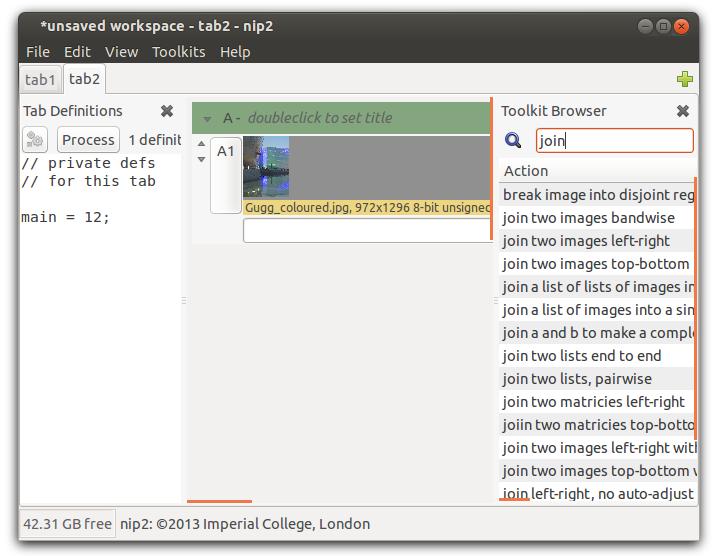 *unsaved workspace - tab2 - nip2
File Edit View Toolkits Help
tab1 tab2
Tab Definitions
Process 1 definit
// private defs
// for this tab
main = 12;
A - doubleclick to set title
A1
Gugg_coloured.jpg, 972x1296 8-bit unsigned
Toolkit Browser
join
Action
break image into disjoint reg
join two images bandwise
join two images left-right
join two images top-bottom
join a list of lists of images in
join a list of images into a sin
join a and b to make a comple
join two lists end to end
join two lists, pairwise
join two matricies left-right
joiin two matricies top-botto
join two images left-right with
join two images top-bottom w
join left-right, no auto-adjust
42.31 GB free nip2: ©2013 Imperial College, London